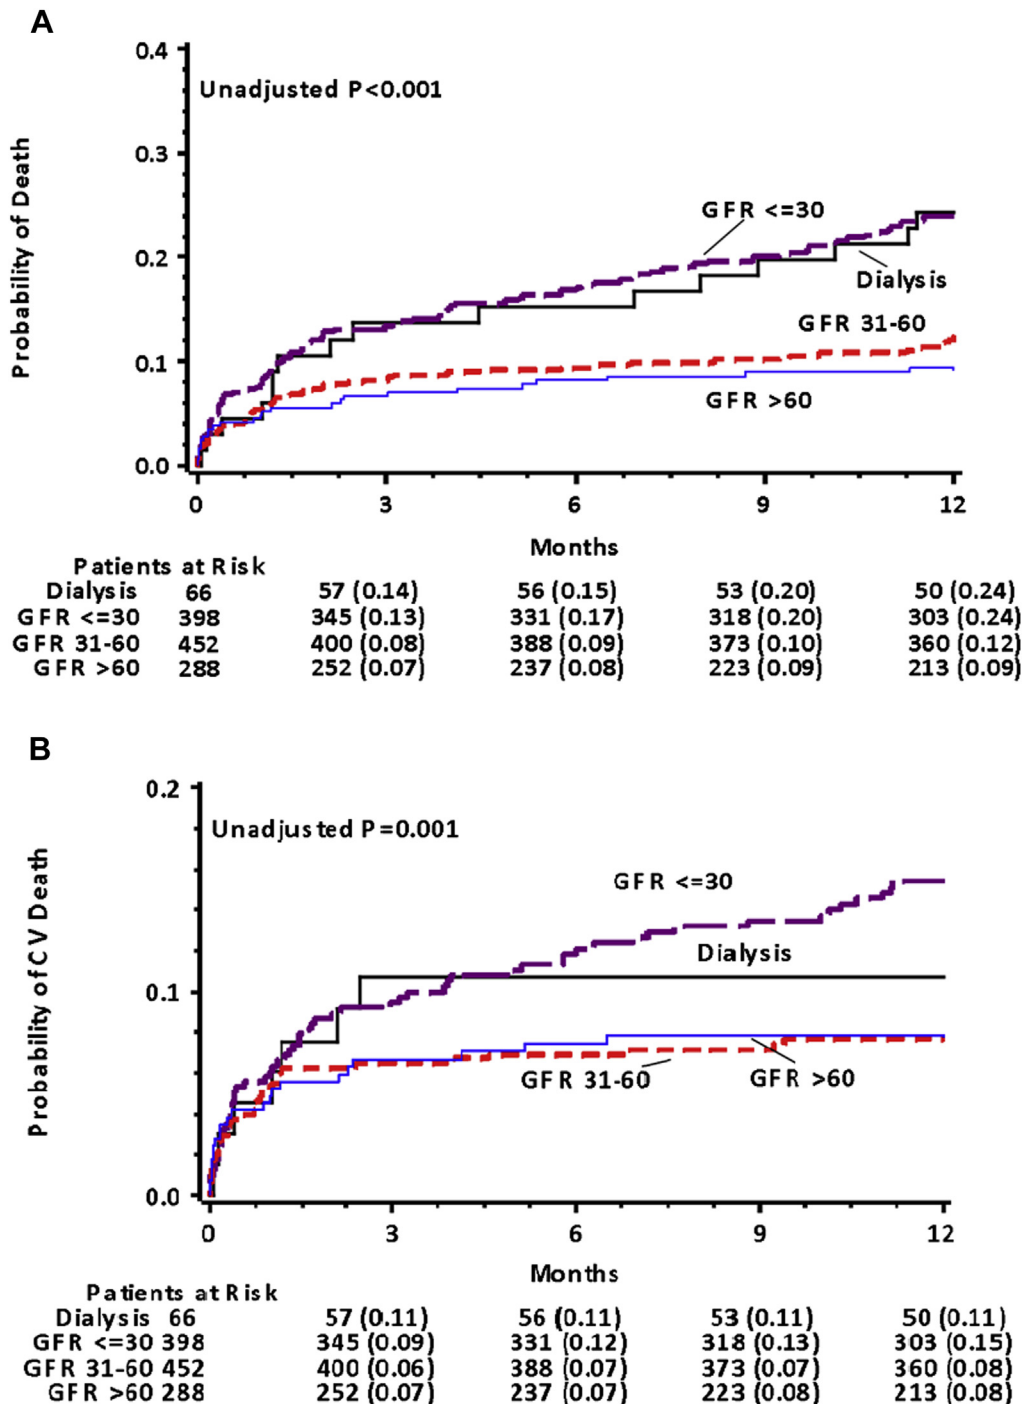 A
Probability of Death
0.4
0.3
0.2
0.1
0.0
Unadjusted P<0.001
GFR <=30
Dialysis
GFR 31-60
GFR >60
0 3 6 9 12
Months
Patients at Risk
Dialysis 66 57 (0.14) 56 (0.15) 53 (0.20) 50 (0.24)
GFR <=30 398 345 (0.13) 331 (0.17) 318 (0.20) 303 (0.24)
GFR 31-60 452 400 (0.08) 388 (0.09) 373 (0.10) 360 (0.12)
GFR >60 288 252 (0.07) 237 (0.08) 223 (0.09) 213 (0.09)
B
Probability of CV Death
0.2
0.1
0.0
Unadjusted P=0.001
GFR <=30
Dialysis
GFR 31-60
GFR >60
0 3 6 9 12
Months
Patients at Risk
Dialysis 66 57 (0.11) 56 (0.11) 53 (0.11) 50 (0.11)
GFR <=30 398 345 (0.09) 331 (0.12) 318 (0.13) 303 (0.15)
GFR 31-60 452 400 (0.06) 388 (0.07) 373 (0.07) 360 (0.08)
GFR >60 288 252 (0.07) 237 (0.07) 223 (0.08) 213 (0.08)